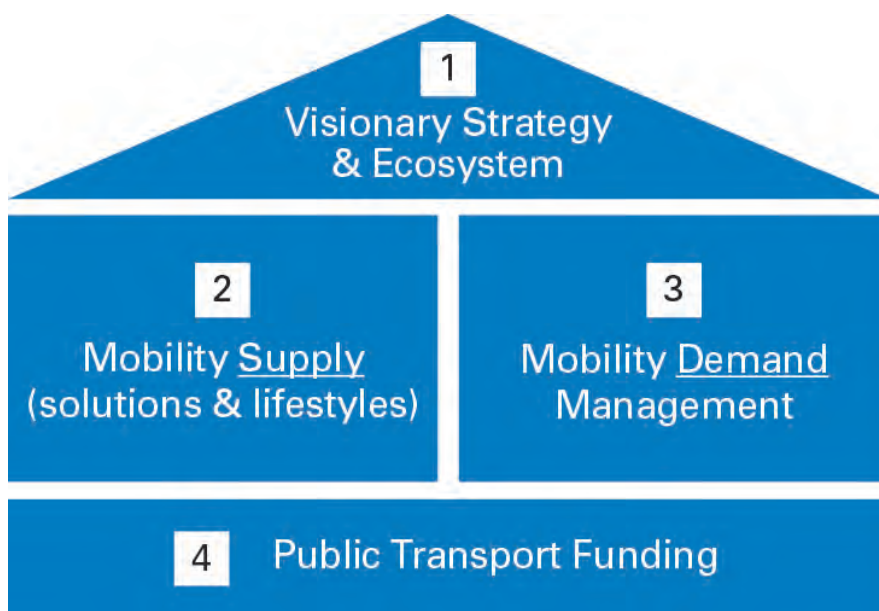 1
Visionary Strategy
& Ecosystem
2
Mobility Supply
(solutions & lifestyles)
3
Mobility Demand
Management
4 Public Transport Funding